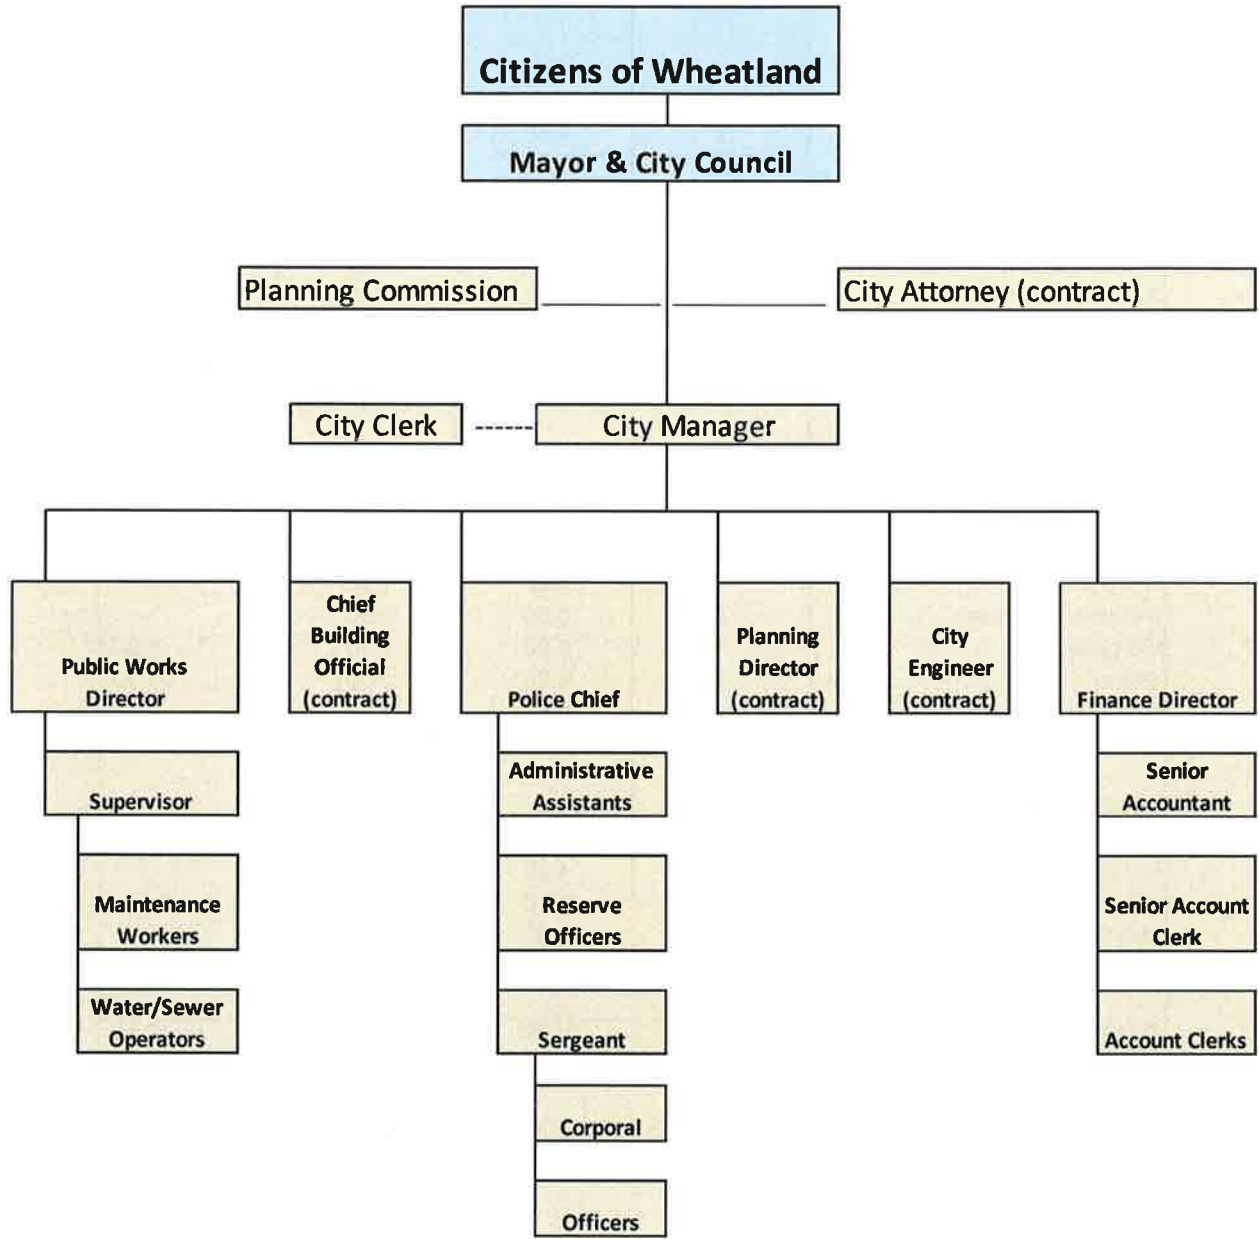 Citizens of Wheatland
Mayor & City Council
Planning Commission
City Attorney (contract)
City Clerk
City Manager
Public Works
Director
Chief
Building
Official
(contract)
Police Chief
Planning
Director
(contract)
City
Engineer
(contract)
Finance Director
Supervisor
Administrative
Assistants
Senior
Accountant
Maintenance
Workers
Reserve
Officers
Senior Account
Clerk
Water/Sewer
Operators
Sergeant
Account Clerks
Corporal
Officers